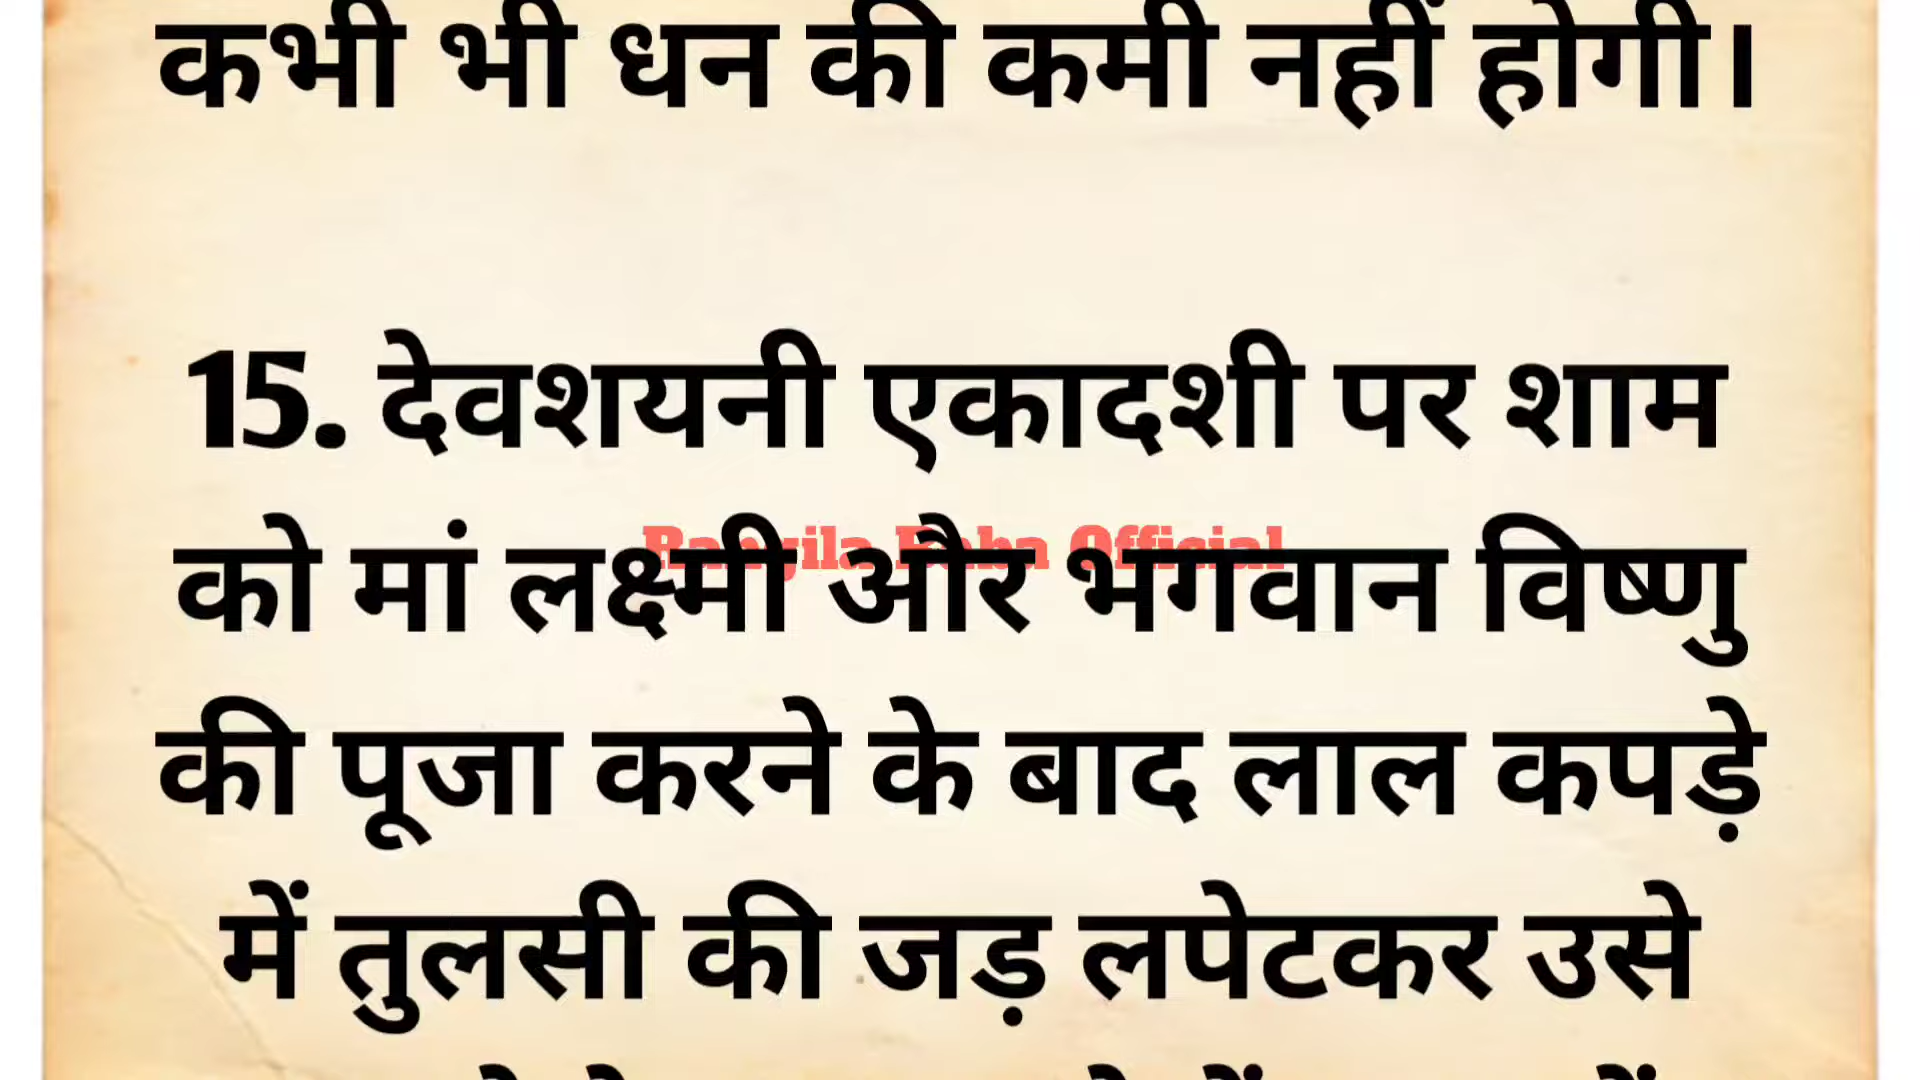 कभी भी धन की कमी नहीं होगी।
15. देवशयनी एकादशी पर शाम
को मां लक्ष्मी और भगवान विष्णु
Rangila Baba Official
की पूजा करने के बाद लाल कपड़े
में तुलसी की जड़ लपेटकर उसे